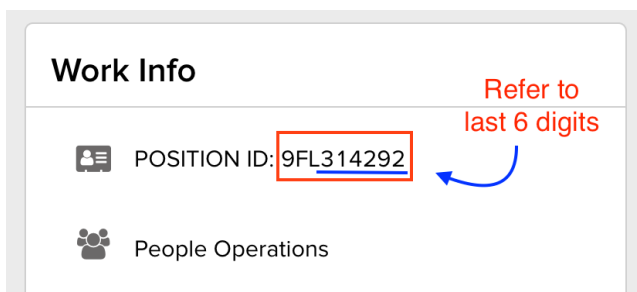 Work Info
Refer to
last 6 digits
POSITION ID: 9FL314292
People Operations